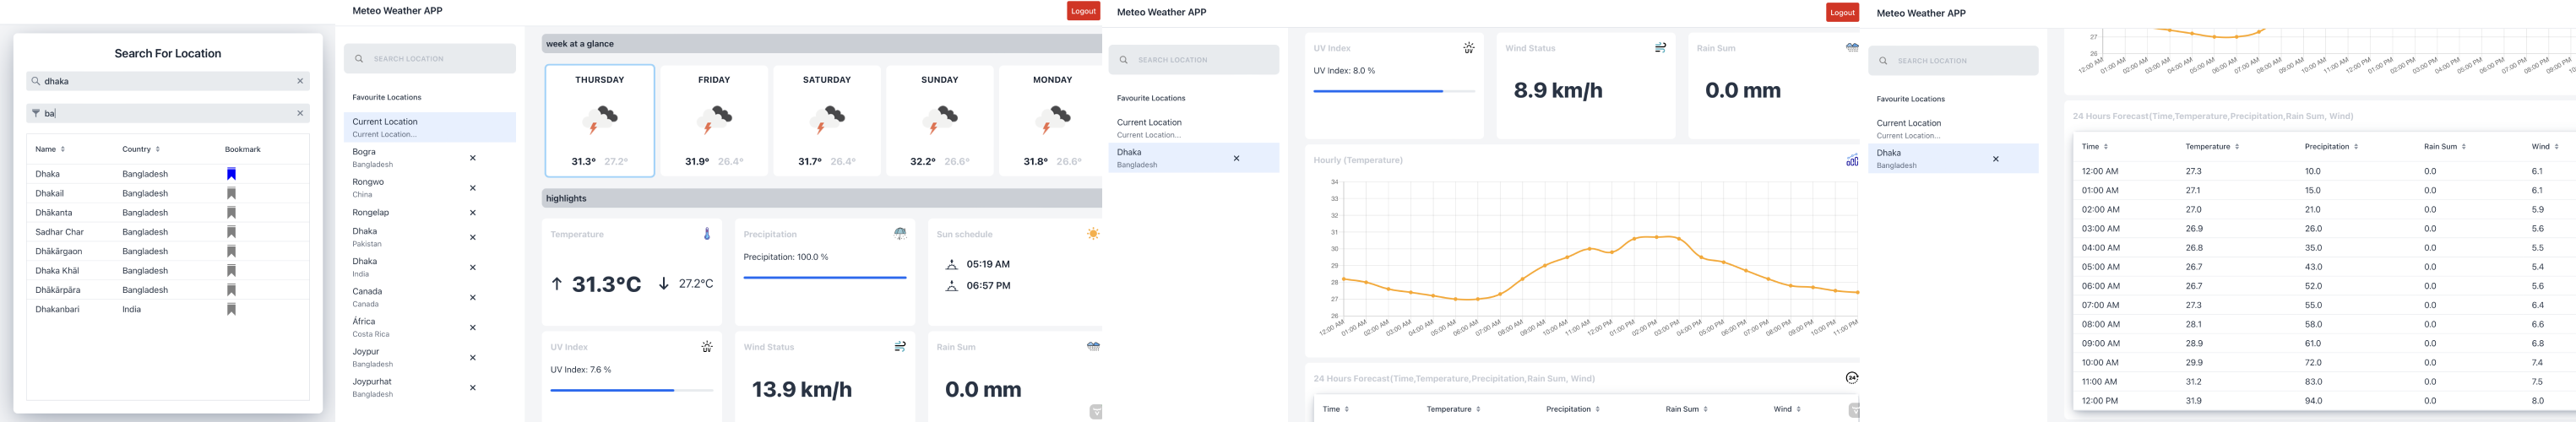 Search For Location
dhaka
ba
Name Country Bookmark
Dhaka Bangladesh
Dhakail Bangladesh
Dhākanta Bangladesh
Sadhar Char Bangladesh
Dhākārgaon Bangladesh
Dhaka Khāl Bangladesh
Dhākārpāra Bangladesh
Dhakanbari India
Meteo Weather APP
Logout
SEARCH LOCATION
Favourite Locations
Current Location
Current Location...
Bogra
Bangladesh
Rongwo
China
Rongelap
Dhaka
Pakistan
Dhaka
India
Canada
Canada
África
Costa Rica
Joypur
Bangladesh
Joypurhat
Bangladesh
week at a glance
THURSDAY FRIDAY SATURDAY SUNDAY MONDAY
31.3° 27.2° 31.9° 26.4° 31.7° 26.4° 32.2° 26.6° 31.8° 26.6°
highlights
Temperature
31.3°C 27.2°C
Precipitation
Precipitation: 100.0 %
Sun schedule
05:19 AM
06:57 PM
UV Index
UV
UV Index: 7.6 %
Wind Status
13.9 km/h
Rain Sum
0.0 mm
Meteo Weather APP
Logout
SEARCH LOCATION
Favourite Locations
Current Location
Current Location...
Dhaka
Bangladesh
UV Index
UV
UV Index: 8.0 %
Wind Status
8.9 km/h
Rain Sum
0.0 mm
Hourly (Temperature)
34
33
32
31
30
29
28
27
26
12:00 AM 01:00 AM 02:00 AM 03:00 AM 04:00 AM 05:00 AM 06:00 AM 07:00 AM 08:00 AM 09:00 AM 10:00 AM 11:00 AM 12:00 PM 01:00 PM 02:00 PM 03:00 PM 04:00 PM 05:00 PM 06:00 PM 07:00 PM 08:00 PM 09:00 PM 10:00 PM 11:00 PM
24 Hours Forecast(Time,Temperature,Precipitation,Rain Sum, Wind)
24
Time Temperature Precipitation Rain Sum Wind
Meteo Weather APP
SEARCH LOCATION
Favourite Locations
Current Location
Current Location...
Dhaka
Bangladesh
27
26
12:00 AM 01:00 AM 02:00 AM 03:00 AM 04:00 AM 05:00 AM 06:00 AM 07:00 AM 08:00 AM 09:00 AM 10:00 AM 11:00 AM 12:00 PM 01:00 PM 02:00 PM 03:00 PM 04:00 PM 05:00 PM 06:00 PM 07:00 PM 08:00 PM 09:00
24 Hours Forecast(Time,Temperature,Precipitation,Rain Sum, Wind)
Time Temperature Precipitation Rain Sum Wind
12:00 AM 27.3 10.0 0.0 6.1
01:00 AM 27.1 15.0 0.0 6.1
02:00 AM 27.0 21.0 0.0 5.9
03:00 AM 26.9 26.0 0.0 5.6
04:00 AM 26.8 35.0 0.0 5.5
05:00 AM 26.7 43.0 0.0 5.4
06:00 AM 26.7 52.0 0.0 5.6
07:00 AM 27.3 55.0 0.0 6.4
08:00 AM 28.1 58.0 0.0 6.6
09:00 AM 28.9 61.0 0.0 6.8
10:00 AM 29.9 72.0 0.0 7.4
11:00 AM 31.2 83.0 0.0 7.5
12:00 PM 31.9 94.0 0.0 8.0